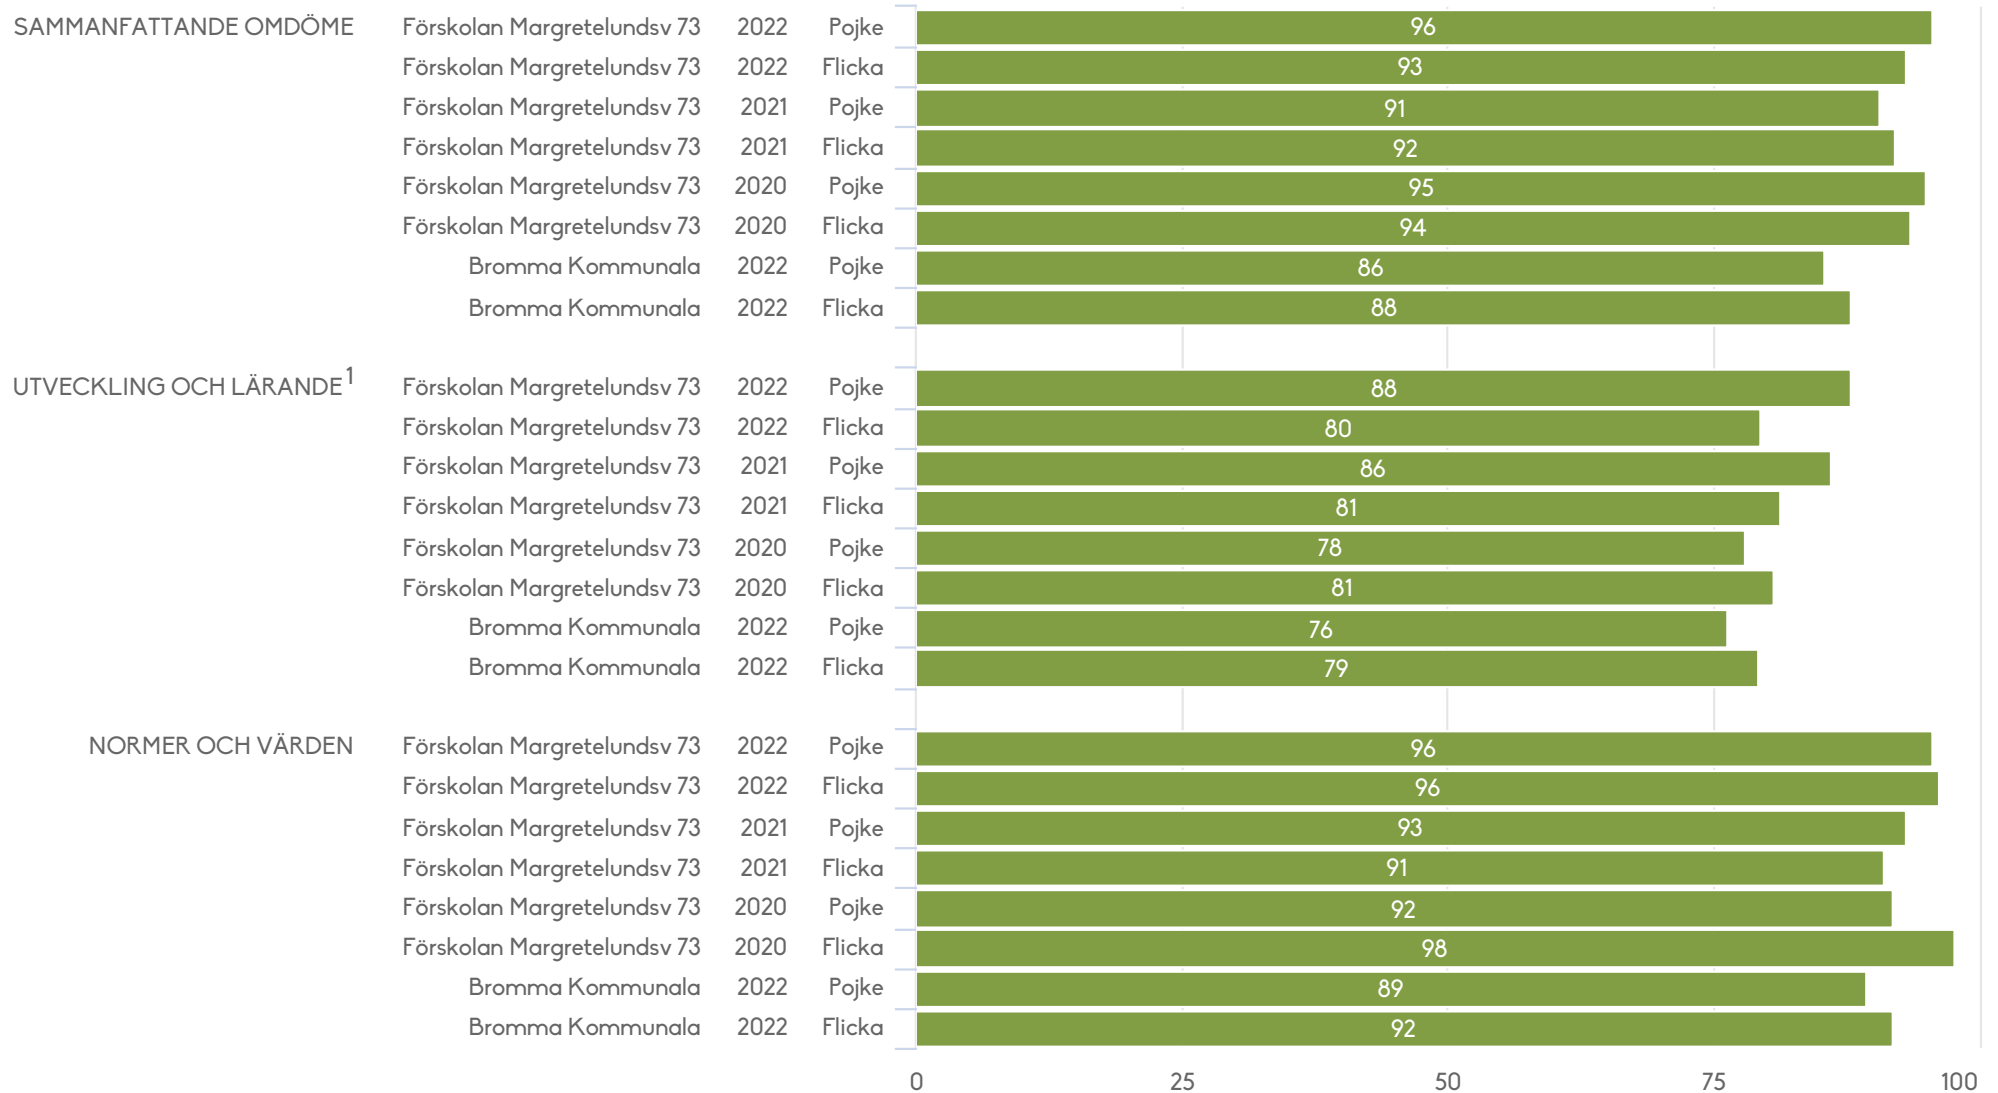 SAMMANFATTANDE OMDÖME Förskolan Margretelundsv 73 2022 Pojke 96
Förskolan Margretelundsv 73 2022 Flicka 93
Förskolan Margretelundsv 73 2021 Pojke 91
Förskolan Margretelundsv 73 2021 Flicka 92
Förskolan Margretelundsv 73 2020 Pojke 95
Förskolan Margretelundsv 73 2020 Flicka 94
Bromma Kommunala 2022 Pojke 86
Bromma Kommunala 2022 Flicka 88
UTVECKLING OCH LÄRANDE1 Förskolan Margretelundsv 73 2022 Pojke 88
Förskolan Margretelundsv 73 2022 Flicka 80
Förskolan Margretelundsv 73 2021 Pojke 86
Förskolan Margretelundsv 73 2021 Flicka 81
Förskolan Margretelundsv 73 2020 Pojke 78
Förskolan Margretelundsv 73 2020 Flicka 81
Bromma Kommunala 2022 Pojke 76
Bromma Kommunala 2022 Flicka 79
NORMER OCH VÄRDEN Förskolan Margretelundsv 73 2022 Pojke 96
Förskolan Margretelundsv 73 2022 Flicka 96
Förskolan Margretelundsv 73 2021 Pojke 93
Förskolan Margretelundsv 73 2021 Flicka 91
Förskolan Margretelundsv 73 2020 Pojke 92
Förskolan Margretelundsv 73 2020 Flicka 98
Bromma Kommunala 2022 Pojke 89
Bromma Kommunala 2022 Flicka 92
0 25 50 75 100